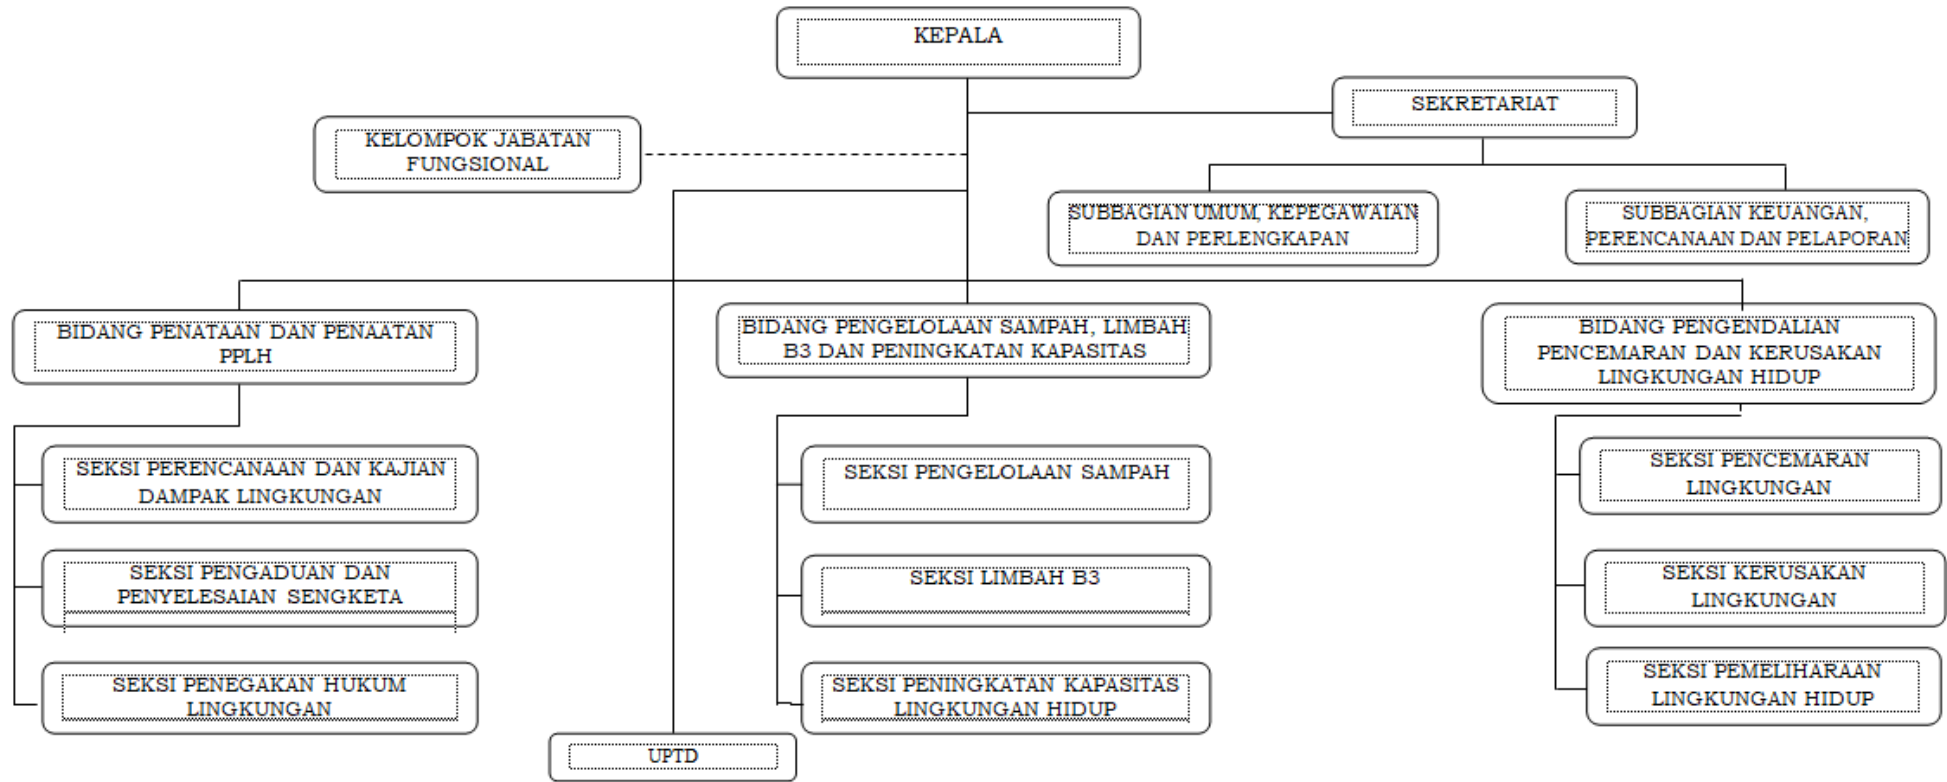 KEPALA
SEKRETARIAT
KELOMPOK JABATAN
FUNGSIONAL
SUBBAGIAN UMUM, KEPEGAWAIAN
DAN PERLENGKAPAN
SUBBAGIAN KEUANGAN,
PERENCANAAN DAN PELAPORAN
BIDANG PENATAAN DAN PENAATAN
PPLH
BIDANG PENGELOLAAN SAMPAH, LIMBAH
B3 DAN PENINGKATAN KAPASITAS
BIDANG PENGENDALIAN
PENCEMARAN DAN KERUSAKAN
LINGKUNGAN HIDUP
SEKSI PERENCANAAN DAN KAJIAN
DAMPAK LINGKUNGAN
SEKSI PENGADUAN DAN
PENYELESAIAN SENGKETA
SEKSI PENEGAKAN HUKUM
LINGKUNGAN
SEKSI PENGELOLAAN SAMPAH
SEKSI LIMBAH B3
SEKSI PENINGKATAN KAPASITAS
LINGKUNGAN HIDUP
SEKSI PENCEMARAN
LINGKUNGAN
SEKSI KERUSAKAN
LINGKUNGAN
SEKSI PEMELIHARAAN
LINGKUNGAN HIDUP
UPTD